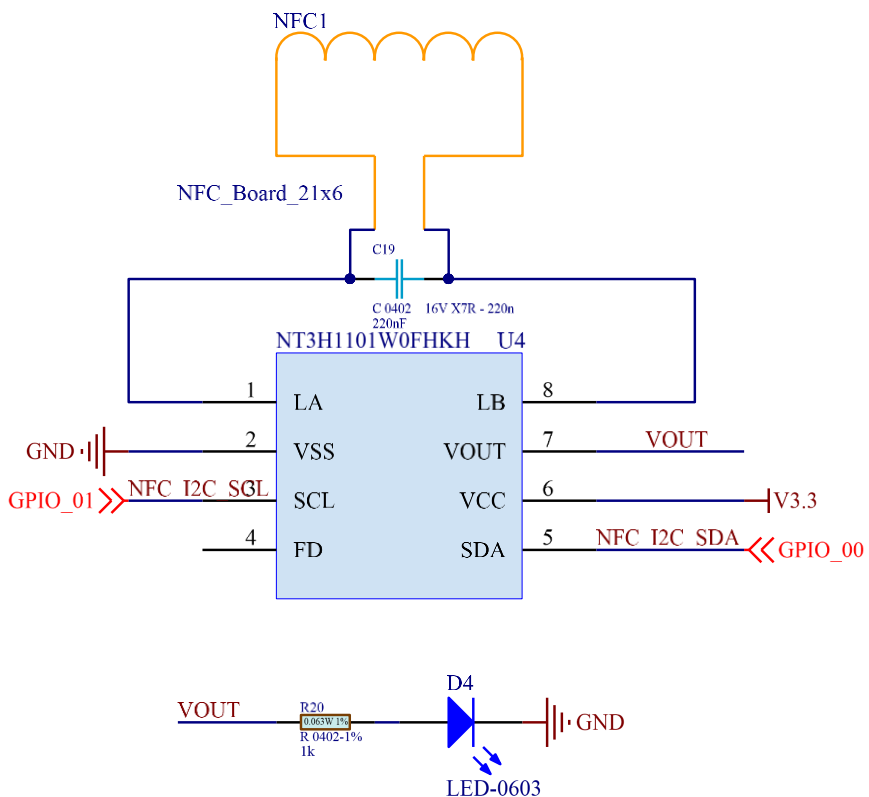 NFC1
NFC_Board_21x6
C19
C 0402 16V X7R - 220n
220nF
NT3H1101W0FHKH U4
1 LA LB 8
GND 2 VSS VOUT 7 VOUT
GPIO_01 NFC_I2C_SCL 3 SCL VCC 6 V3.3
4 FD SDA 5 NFC_I2C_SDA GPIO_00
D4
VOUT R20 GND
0.063W 1%
R 0402-1%
1k
LED-0603